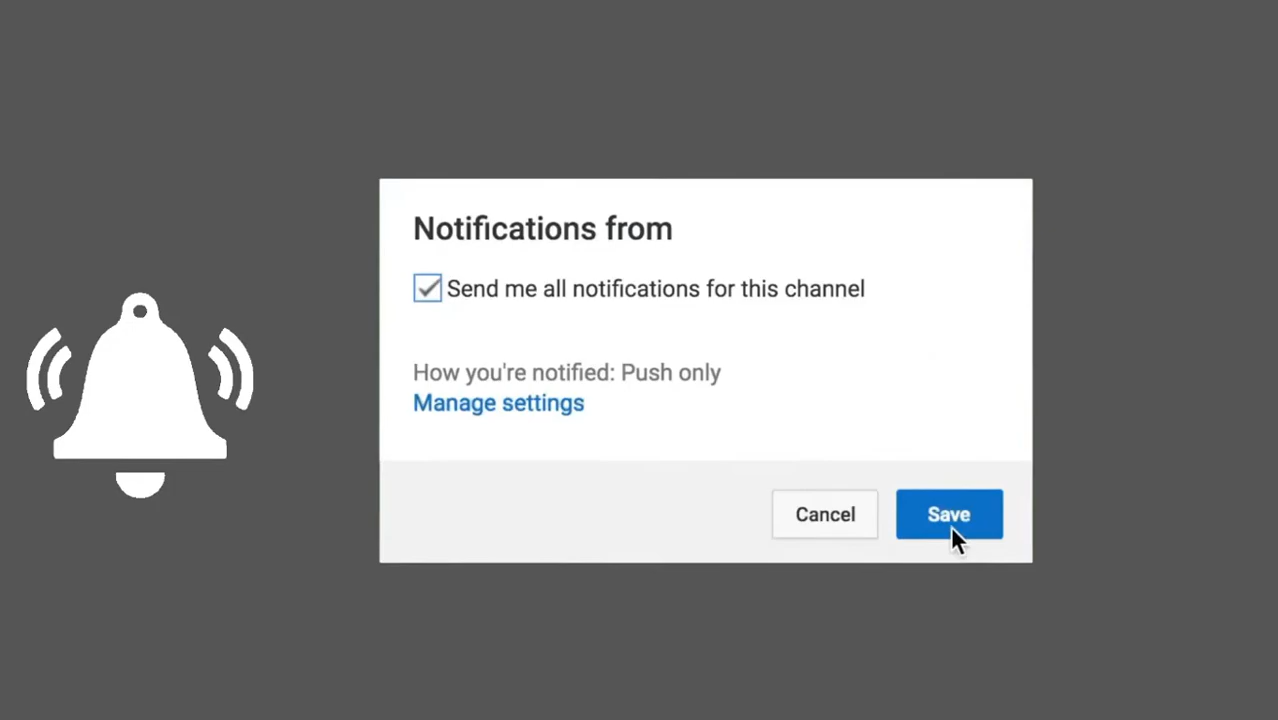 Notifications from
Send me all notifications for this channel
How you're notified: Push only
Manage settings
Cancel
Save